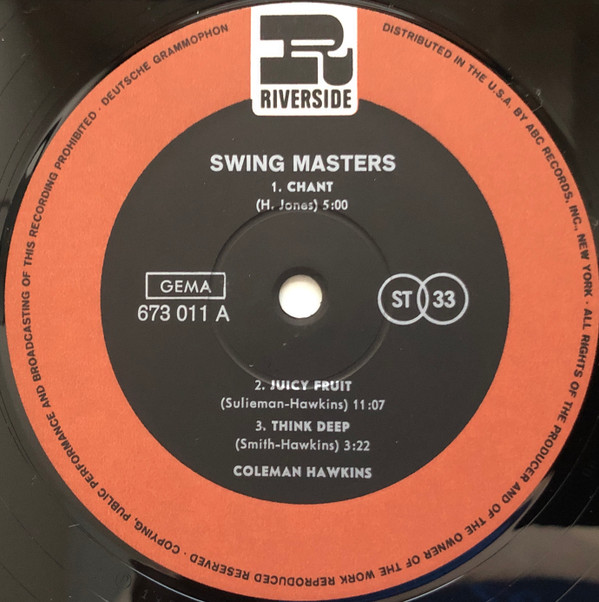 R
RIVERSIDE
SWING MASTERS
1. CHANT
(H. Jones) 5:00
GEMA
673 011 A
ST 33
2. JUICY FRUIT
(Sulieman-Hawkins) 11:07
3. THINK DEEP
(Smith-Hawkins) 3:22
COLEMAN HAWKINS
DISTRIBUTED IN THE U.S.A. BY ABC RECORDS, INC., NEW YORK · ALL RIGHTS OF THE PRODUCER AND OF THE OWNER OF THE WORK REPRODUCED RESERVED · COPYING, PUBLIC PERFORMANCE AND BROADCASTING OF THIS RECORDING PROHIBITED · DEUTSCHE GRAMMOPHON